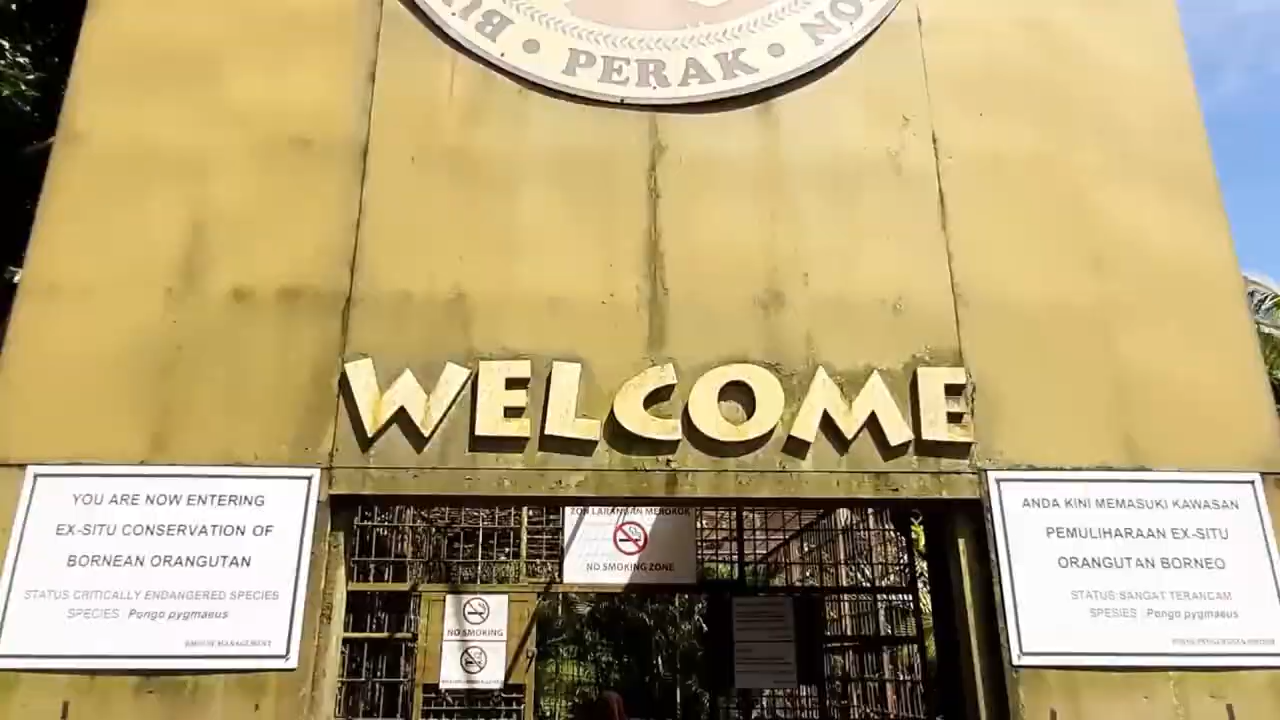 PERAK
WELCOME
YOU ARE NOW ENTERING
EX-SITU CONSERVATION OF
BORNEAN ORANGUTAN
STATUS CRITICALLY ENDANGERED SPECIES
SPECIES : Pongo pygmaeus
MANAGEMENT
ZON LARANGAN MEROKOK
NO SMOKING ZONE
NO SMOKING
ANDA KINI MEMASUKI KAWASAN
PEMULIHARAAN EX-SITU
ORANGUTAN BORNEO
STATUS SANGAT TERANCAM
SPESIES : Pongo pygmaeus